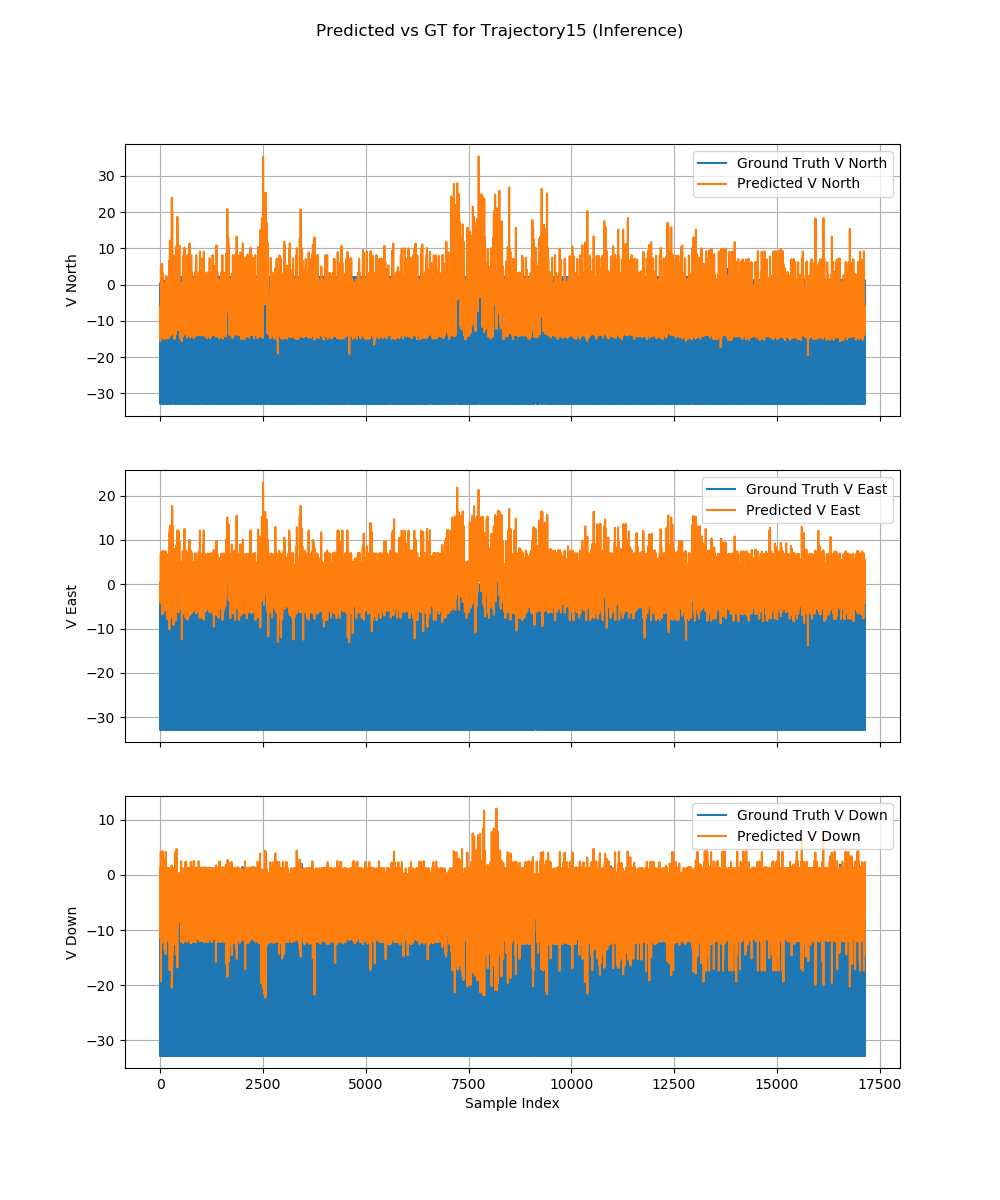 Predicted vs GT for Trajectory15 (Inference)
Ground Truth V North
Predicted V North
30
20
10
0
−10
−20
−30
V North
Ground Truth V East
Predicted V East
20
10
0
−10
−20
−30
V East
Ground Truth V Down
Predicted V Down
10
0
−10
−20
−30
V Down
0 2500 5000 7500 10000 12500 15000 17500
Sample Index